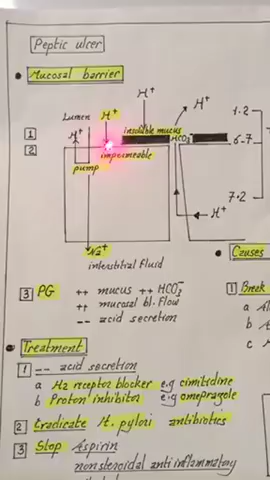 Peptic ulcer
• Mucosal barrier
H⁺
H⁺
H⁺
1.2
Lumen
insoluble mucus
HCO₃⁻
1
H⁺
6.7
2
impermeable
pump
7.2
H⁺
Na⁺
• Causes
interstitial fluid
1 Break
3 PG ++ mucus ++ HCO₃⁻
++ mucosal bl. flow
a
-- acid secretion
b
c
• Treatment
1 -- acid secretion
a H2 receptor blocker e.g cimitidine
b Proton inhibitor e.g omeprazole
2 Eradicate H. pylori antibiotics
3 Stop Aspirin
nonsteroidal anti inflammatory